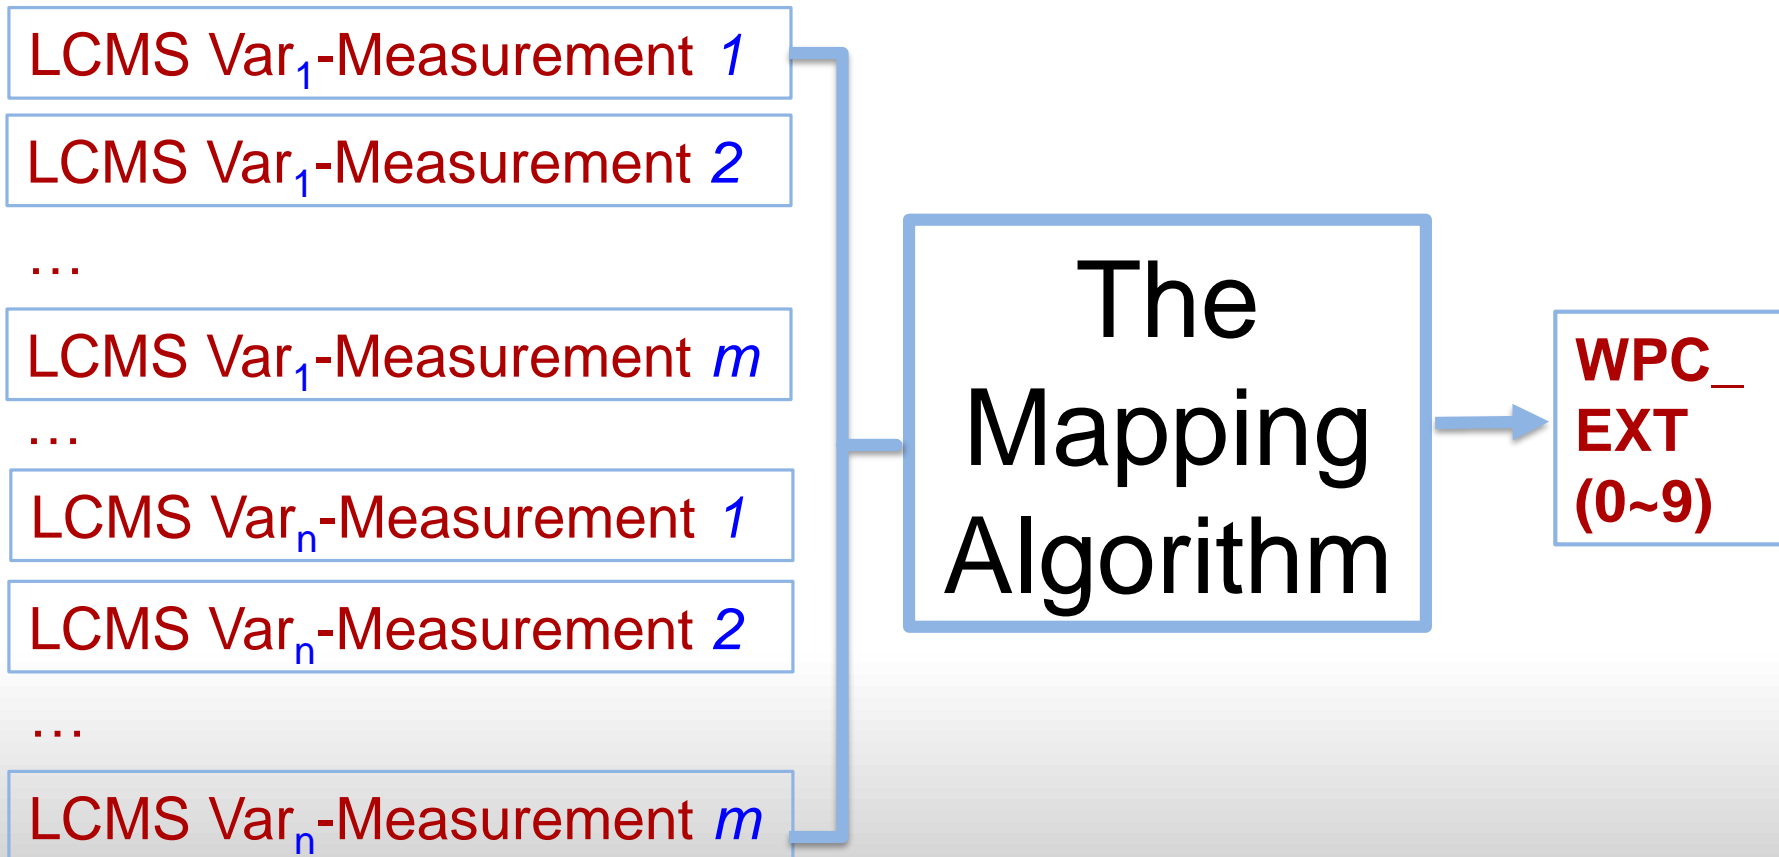 LCMS Var₁-Measurement 1
LCMS Var₁-Measurement 2
…
LCMS Var₁-Measurement m
…
LCMS Varₙ-Measurement 1
LCMS Varₙ-Measurement 2
…
LCMS Varₙ-Measurement m
The
Mapping
Algorithm
WPC_
EXT
(0~9)